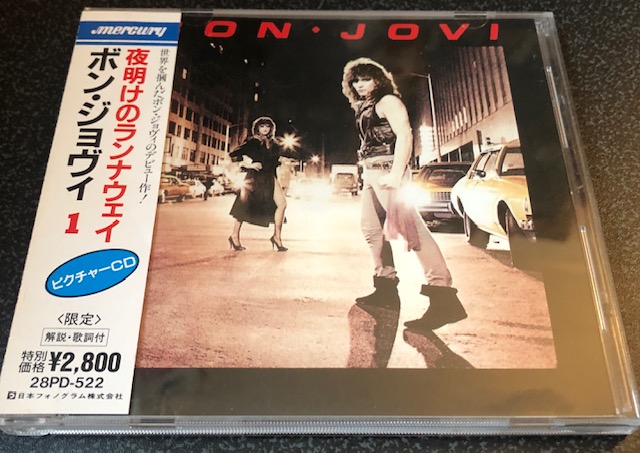 mercury
ON・JOVI
世界を掴んだボン・ジョヴィのデビュー作!
夜明けのランナウェイ
ボン・ジョヴィ 1
ピクチャーCD
〈限定〉
解説・歌詞付
特別価格 ¥2,800
28PD-522
日本フォノグラム株式会社